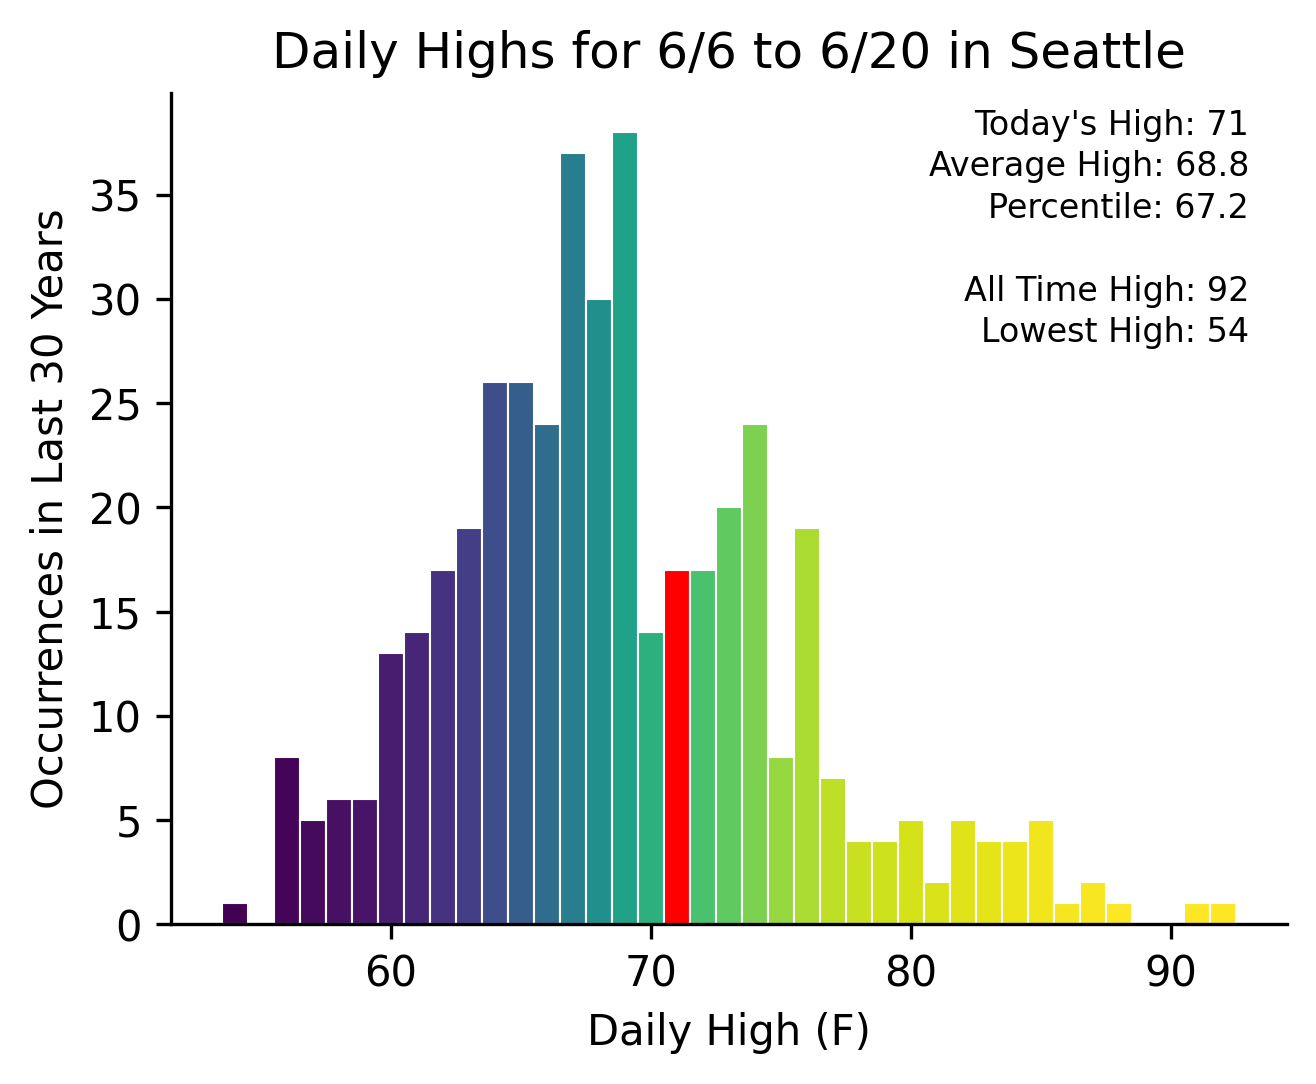 Daily Highs for 6/6 to 6/20 in Seattle
Today's High: 71
Average High: 68.8
Percentile: 67.2
All Time High: 92
Lowest High: 54
Occurrences in Last 30 Years
35
30
25
20
15
10
5
0
60
70
80
90
Daily High (F)